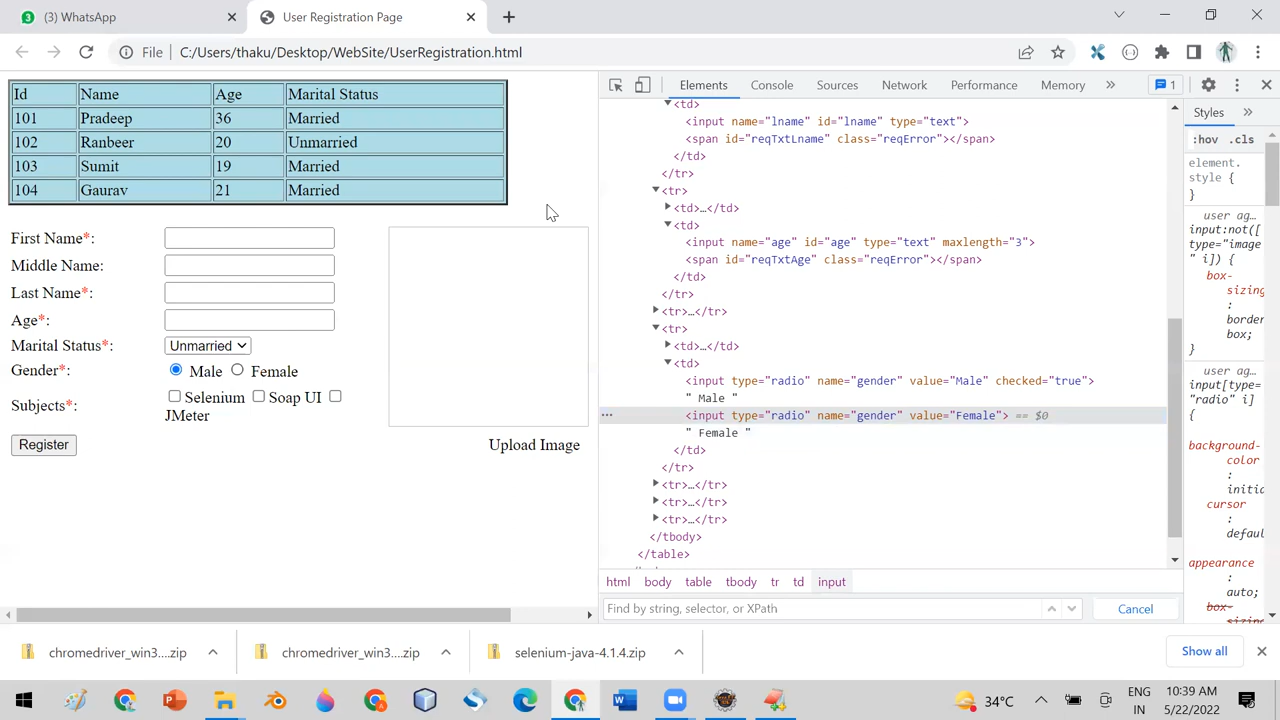 (3) WhatsApp
User Registration Page
File C:/Users/thaku/Desktop/WebSite/UserRegistration.html
Id Name Age Marital Status
101 Pradeep 36 Married
102 Ranbeer 20 Unmarried
103 Sumit 19 Married
104 Gaurav 21 Married
First Name*:
Middle Name:
Last Name*:
Age*:
Marital Status*: Unmarried
Gender*: Male Female
Subjects*: Selenium Soap UI
JMeter
Register
Upload Image
Elements Console Sources Network Performance Memory » 1
<td>
<input name="lname" id="lname" type="text">
<span id="reqTxtLname" class="reqError"></span>
</td>
</tr>
<tr>
<td>…</td>
<td>
<input name="age" id="age" type="text" maxlength="3">
<span id="reqTxtAge" class="reqError"></span>
</td>
</tr>
<tr>…</tr>
<tr>
<td>…</td>
<td>
<input type="radio" name="gender" value="Male" checked="true">
" Male "
<input type="radio" name="gender" value="Female"> == $0
" Female "
</td>
</tr>
<tr>…</tr>
<tr>…</tr>
<tr>…</tr>
</tbody>
</table>
html body table tbody tr td input
Find by string, selector, or XPath
Cancel
Styles »
:hov .cls
element.
style {
}
user ag…
input:not([
type="image
" i]) {
box-
sizing
:
border
box;
}
user ag…
input[type=
"radio" i]
{
background-
color
:
initia
cursor
:
defau
appearance
:
auto;
box-
sizing
chromedriver_win3....zip
chromedriver_win3....zip
selenium-java-4.1.4.zip
Show all
34°C
ENG
IN
10:39 AM
5/22/2022